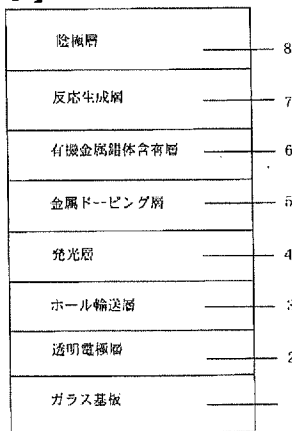 陰極層 8
反応生成層 7
有機金属錯体含有層 6
金属ドーピング層 5
発光層 4
ホール輸送層 3
透明電極層 2
ガラス基板